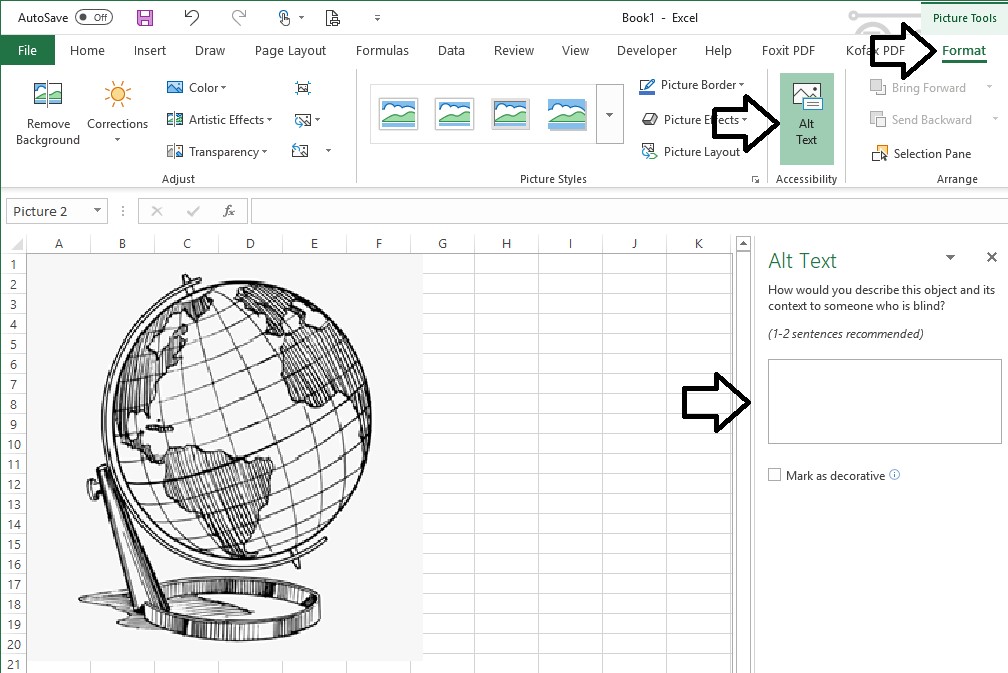 AutoSave Off
Book1 - Excel
Picture Tools
File Home Insert Draw Page Layout Formulas Data Review View Developer Help Foxit PDF Kofax PDF Format
Remove Background
Corrections
Color
Artistic Effects
Transparency
Adjust
Picture Styles
Picture Border
Picture Effects
Picture Layout
Alt Text
Accessibility
Bring Forward
Send Backward
Selection Pane
Arrange
Picture 2
fx
A B C D E F G H I J K
1
2
3
4
5
6
7
8
9
10
11
12
13
14
15
16
17
18
19
20
21
Alt Text
How would you describe this object and its
context to someone who is blind?
(1-2 sentences recommended)
Mark as decorative